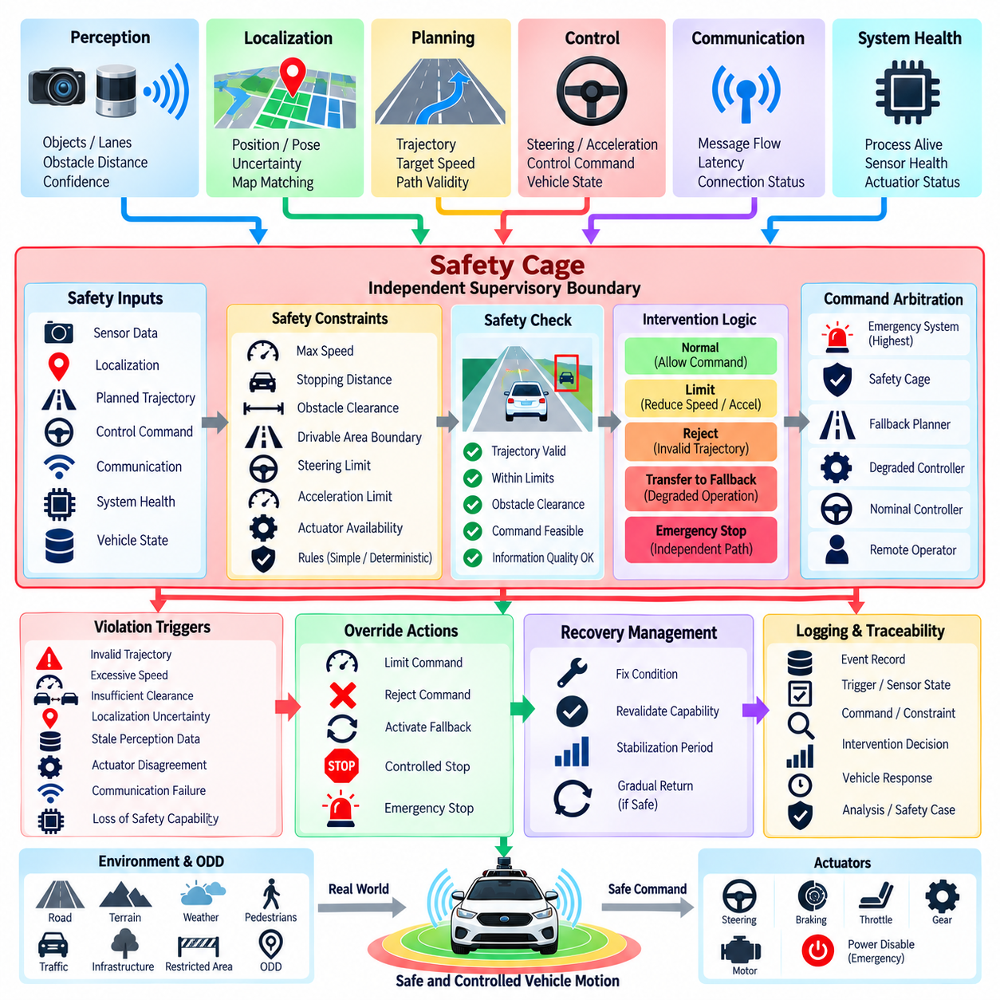 Perception
Objects / Lanes
Obstacle Distance
Confidence
Localization
Position / Pose
Uncertainty
Map Matching
Planning
Trajectory
Target Speed
Path Validity
Control
Steering / Acceleration
Control Command
Vehicle State
Communication
Message Flow
Latency
Connection Status
System Health
Process Alive
Sensor Health
Actuatior Status
Safety Cage
Independent Supervisory Boundary
Safety Inputs
Sensor Data
Localization
Planned Trajectory
Control Command
Communication
System Health
Vehicle State
Safety Constraints
Max Speed
Stopping Distance
Obstacle Clearance
Drivable Area Boundary
Steering Limit
Acceleration Limit
Actuator Availability
Rules (Simple / Deterministic)
Safety Check
Trajectory Valid
Within Limits
Obstacle Clearance
Command Feasible
Information Quality OK
Intervention Logic
Normal
(Allow Command)
Limit
(Reduce Speed / Accel)
Reject
(Invalid Trajectory)
Transfer to Fallback
(Degraded Operation)
Emergency Stop
(Independent Path)
Command Arbitration
Emergency System
(Highest)
Safety Cage
Fallback Planner
Degraded Controller
Nominal Controller
Remote Operator
Violation Triggers
Invalid Trajectory
Excessive Speed
Insufficient Clearance
Localization Uncertainty
Stale Perception Data
Actuator Disagreement
Communication Failure
Loss of Safety Capability
Override Actions
Limit Command
Reject Command
Activate Fallback
STOP
Controlled Stop
Emergency Stop
Recovery Management
Fix Condition
Revalidate Capability
Stabilization Period
Gradual Return
(if Safe)
Logging & Traceability
Event Record
Trigger / Sensor State
Command / Constraint
Intervention Decision
Vehicle Response
Analysis / Safety Case
Environment & ODD
Road
Terrain
Weather
Pedestrians
Traffic
Infrastructure
Restricted Area
ODD
Real World
Safe Command
Safe and Controlled Vehicle Motion
Actuators
Steering
Braking
Throttle
Gear
Motor
Power Disable
(Emergency)